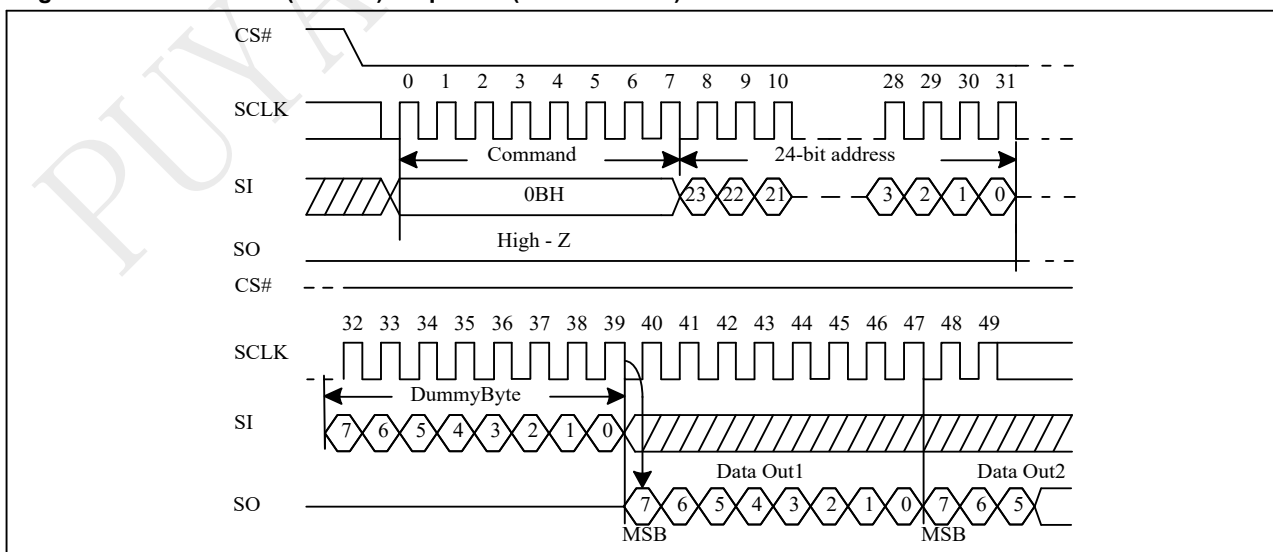 PUYA
CS#
0 1 2 3 4 5 6 7 8 9 10 28 29 30 31
SCLK
Command 24-bit address
SI 0BH 23 22 21 3 2 1 0
High - Z
SO
CS#
32 33 34 35 36 37 38 39 40 41 42 43 44 45 46 47 48 49
SCLK
DummyByte
SI 7 6 5 4 3 2 1 0
Data Out1 Data Out2
SO 7 6 5 4 3 2 1 0 7 6 5
MSB MSB